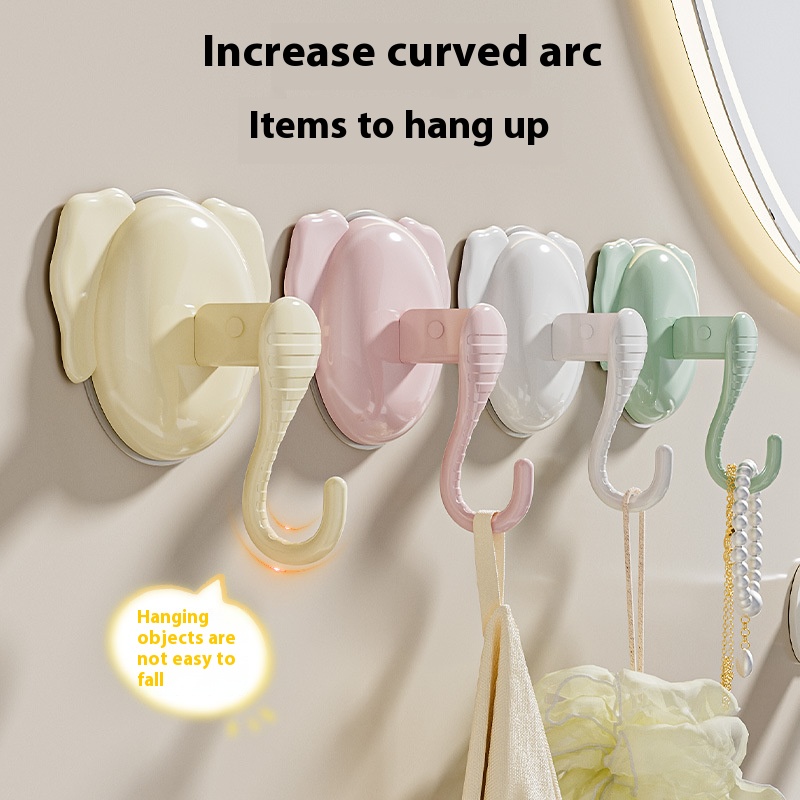 Increase curved arc
Items to hang up
Hanging
objects are
not easy to
fall